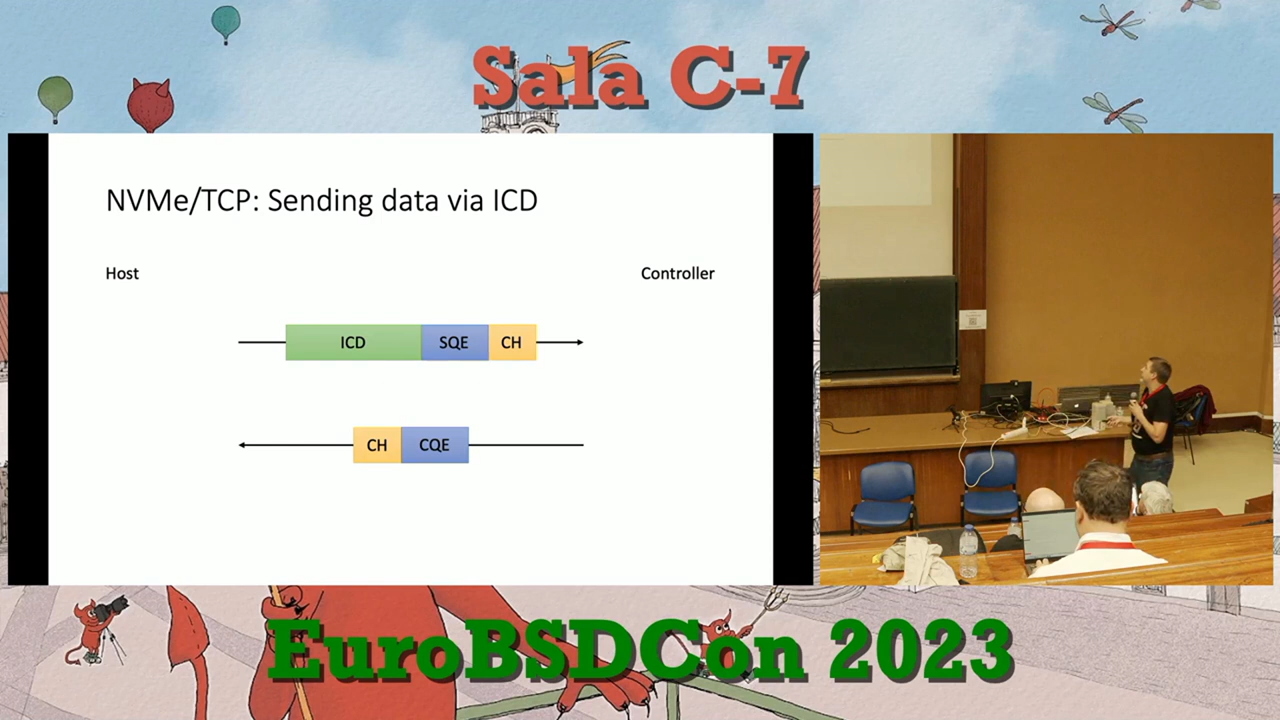 Sala C-7
NVMe/TCP: Sending data via ICD
Host
Controller
ICD
SQE
CH
CH
CQE
EuroBSDCon 2023